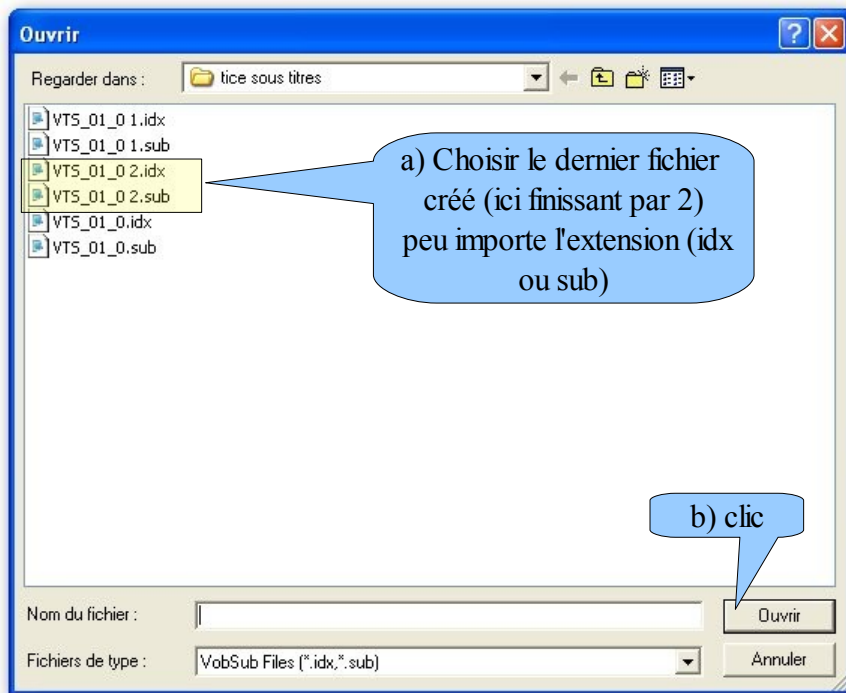 Ouvrir
Regarder dans :
tice sous titres
VTS_01_0 1.idx
VTS_01_0 1.sub
VTS_01_0 2.idx
VTS_01_0 2.sub
VTS_01_0.idx
VTS_01_0.sub
a) Choisir le dernier fichier
créé (ici finissant par 2)
peu importe l'extension (idx
ou sub)
b) clic
Nom du fichier :
Ouvrir
Fichiers de type :
VobSub Files (*.idx,*.sub)
Annuler